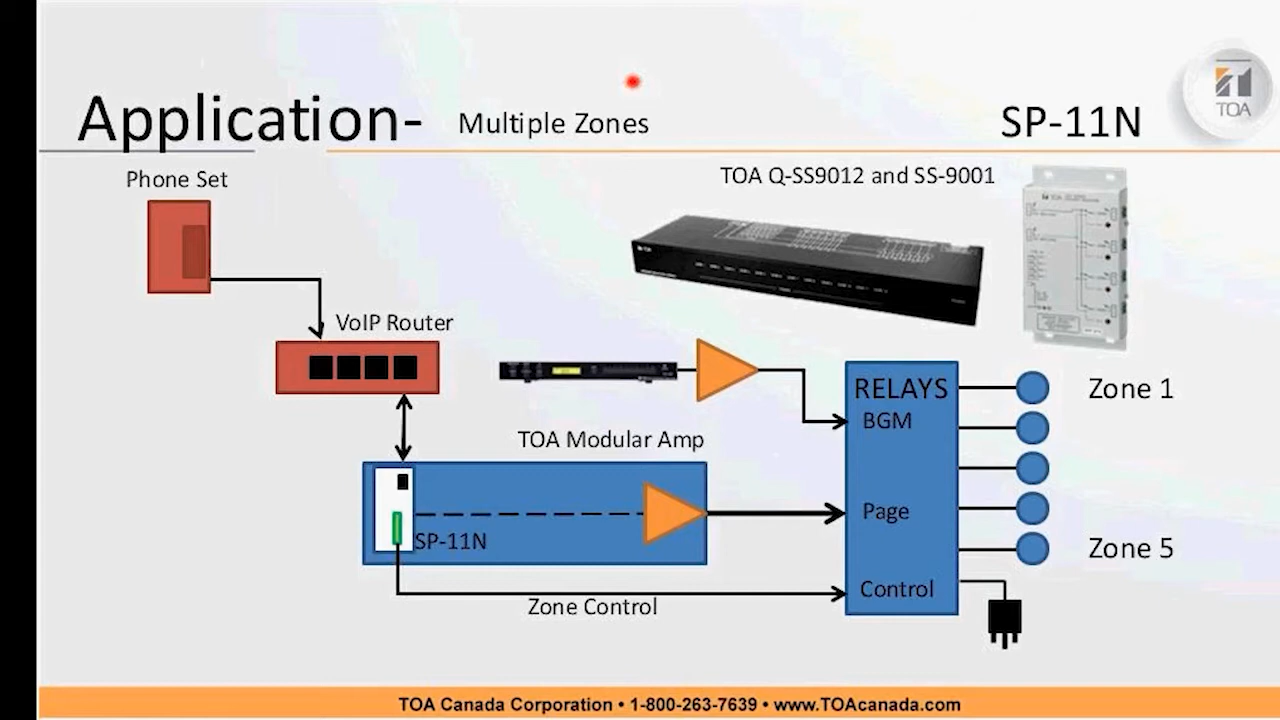 Application-
Multiple Zones
SP-11N
TOA
Phone Set
TOA Q-SS9012 and SS-9001
VoIP Router
RELAYS
Zone 1
BGM
TOA Modular Amp
Page
SP-11N
Zone 5
Control
Zone Control
TOA Canada Corporation • 1-800-263-7639 • www.TOAcanada.com